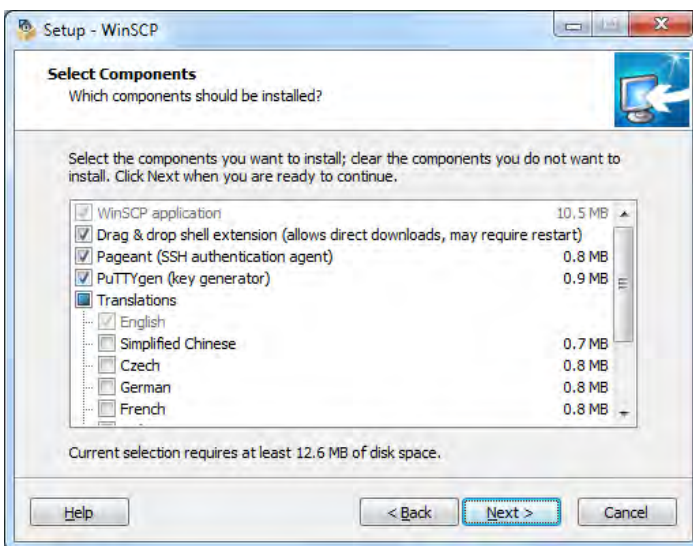 Setup - WinSCP
Select Components
Which components should be installed?
Select the components you want to install; clear the components you do not want to
install. Click Next when you are ready to continue.
WinSCP application 10.5 MB
Drag & drop shell extension (allows direct downloads, may require restart)
Pageant (SSH authentication agent) 0.8 MB
PuTTYgen (key generator) 0.9 MB
Translations
English
Simplified Chinese 0.7 MB
Czech 0.8 MB
German 0.8 MB
French 0.8 MB
Current selection requires at least 12.6 MB of disk space.
Help < Back Next > Cancel